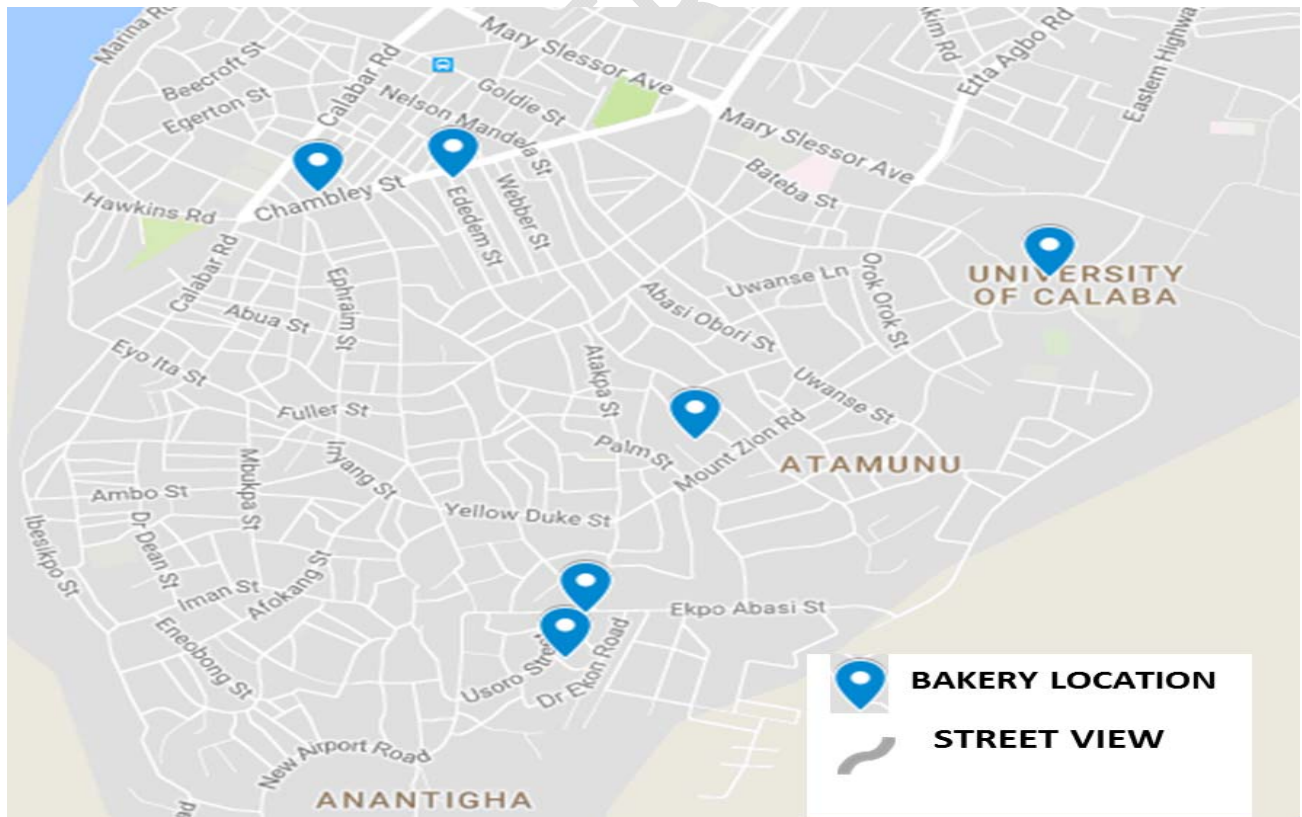 Marina Rd
Beecroft St
Egerton St
Calabar Rd
Mary Slessor Ave
Goldie St
Nelson Mandela St
Akim Rd
Etta Agbo Rd
Eastern Highway
Mary Slessor Ave
Bateba St
Hawkins Rd
Chambley St
Ededem St
Webber St
Calabar Rd
Abua St
Ephraim St
Uwanse Ln
Orok Orok St
Abasi Obori St
UNIVERSITY
OF CALABA
Eyo Ita St
Fuller St
Atakpa St
Uwanse St
Palm St
Mount Zion Rd
ATAMUNU
Mbukpa St
Inyang St
Ambo St
Dr Dean St
Yellow Duke St
Ibesikpo St
Iman St
Afokang St
Ekpo Abasi St
Eneobong St
Usoro Street
Dr Ekon Road
New Airport Road
ANANTIGHA
BAKERY LOCATION
STREET VIEW